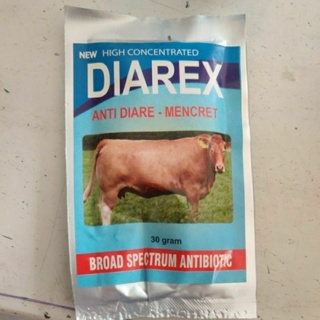 NEW HIGH CONCENTRATED
DIAREX
ANTI DIARE - MENCRET
30 gram
BROAD SPECTRUM ANTIBIOTIC